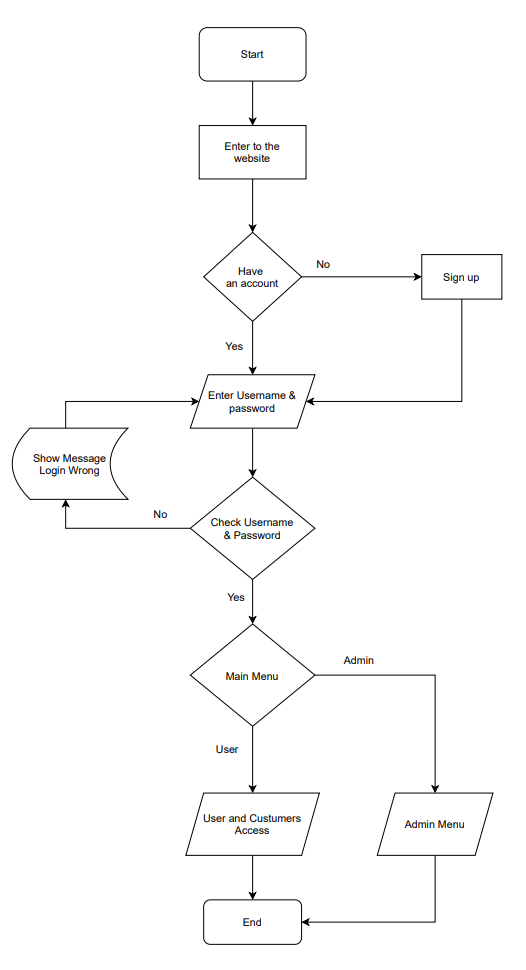 Start
Enter to the
website
Have
an account
No
Sign up
Yes
Enter Username &
password
Show Message
Login Wrong
No
Check Username
& Password
Yes
Main Menu
Admin
User
User and Custumers
Access
Admin Menu
End